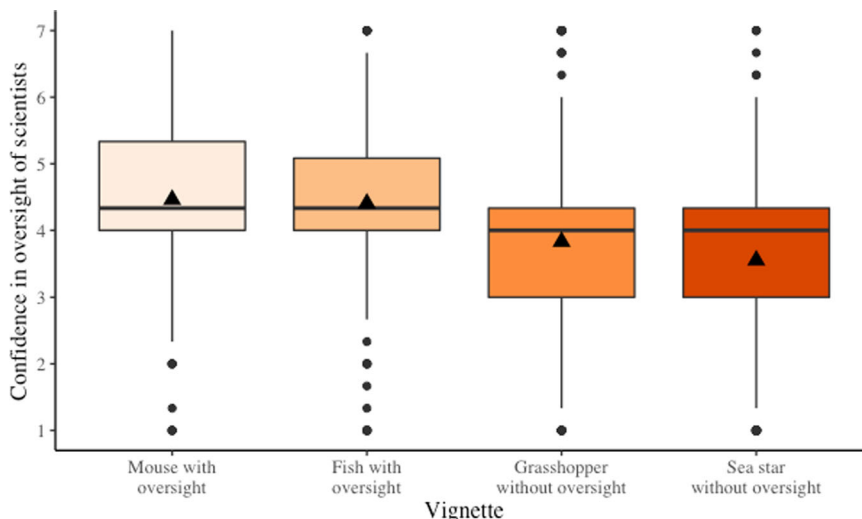 Confidence in oversight of scientists
7
6
5
4
3
2
1
Mouse with
oversight
Fish with
oversight
Grasshopper
without oversight
Sea star
without oversight
Vignette